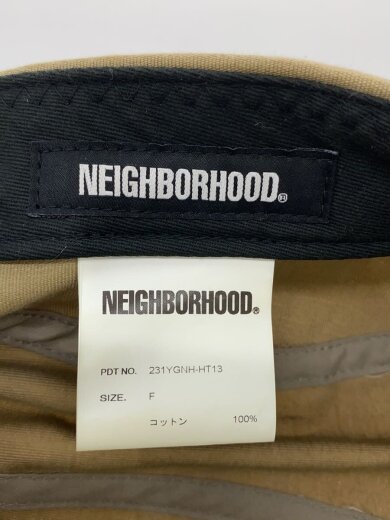 NEIGHBORHOOD®
NEIGHBORHOOD®
PDT NO. 231YGNH-HT13
SIZE. F
コットン 100%